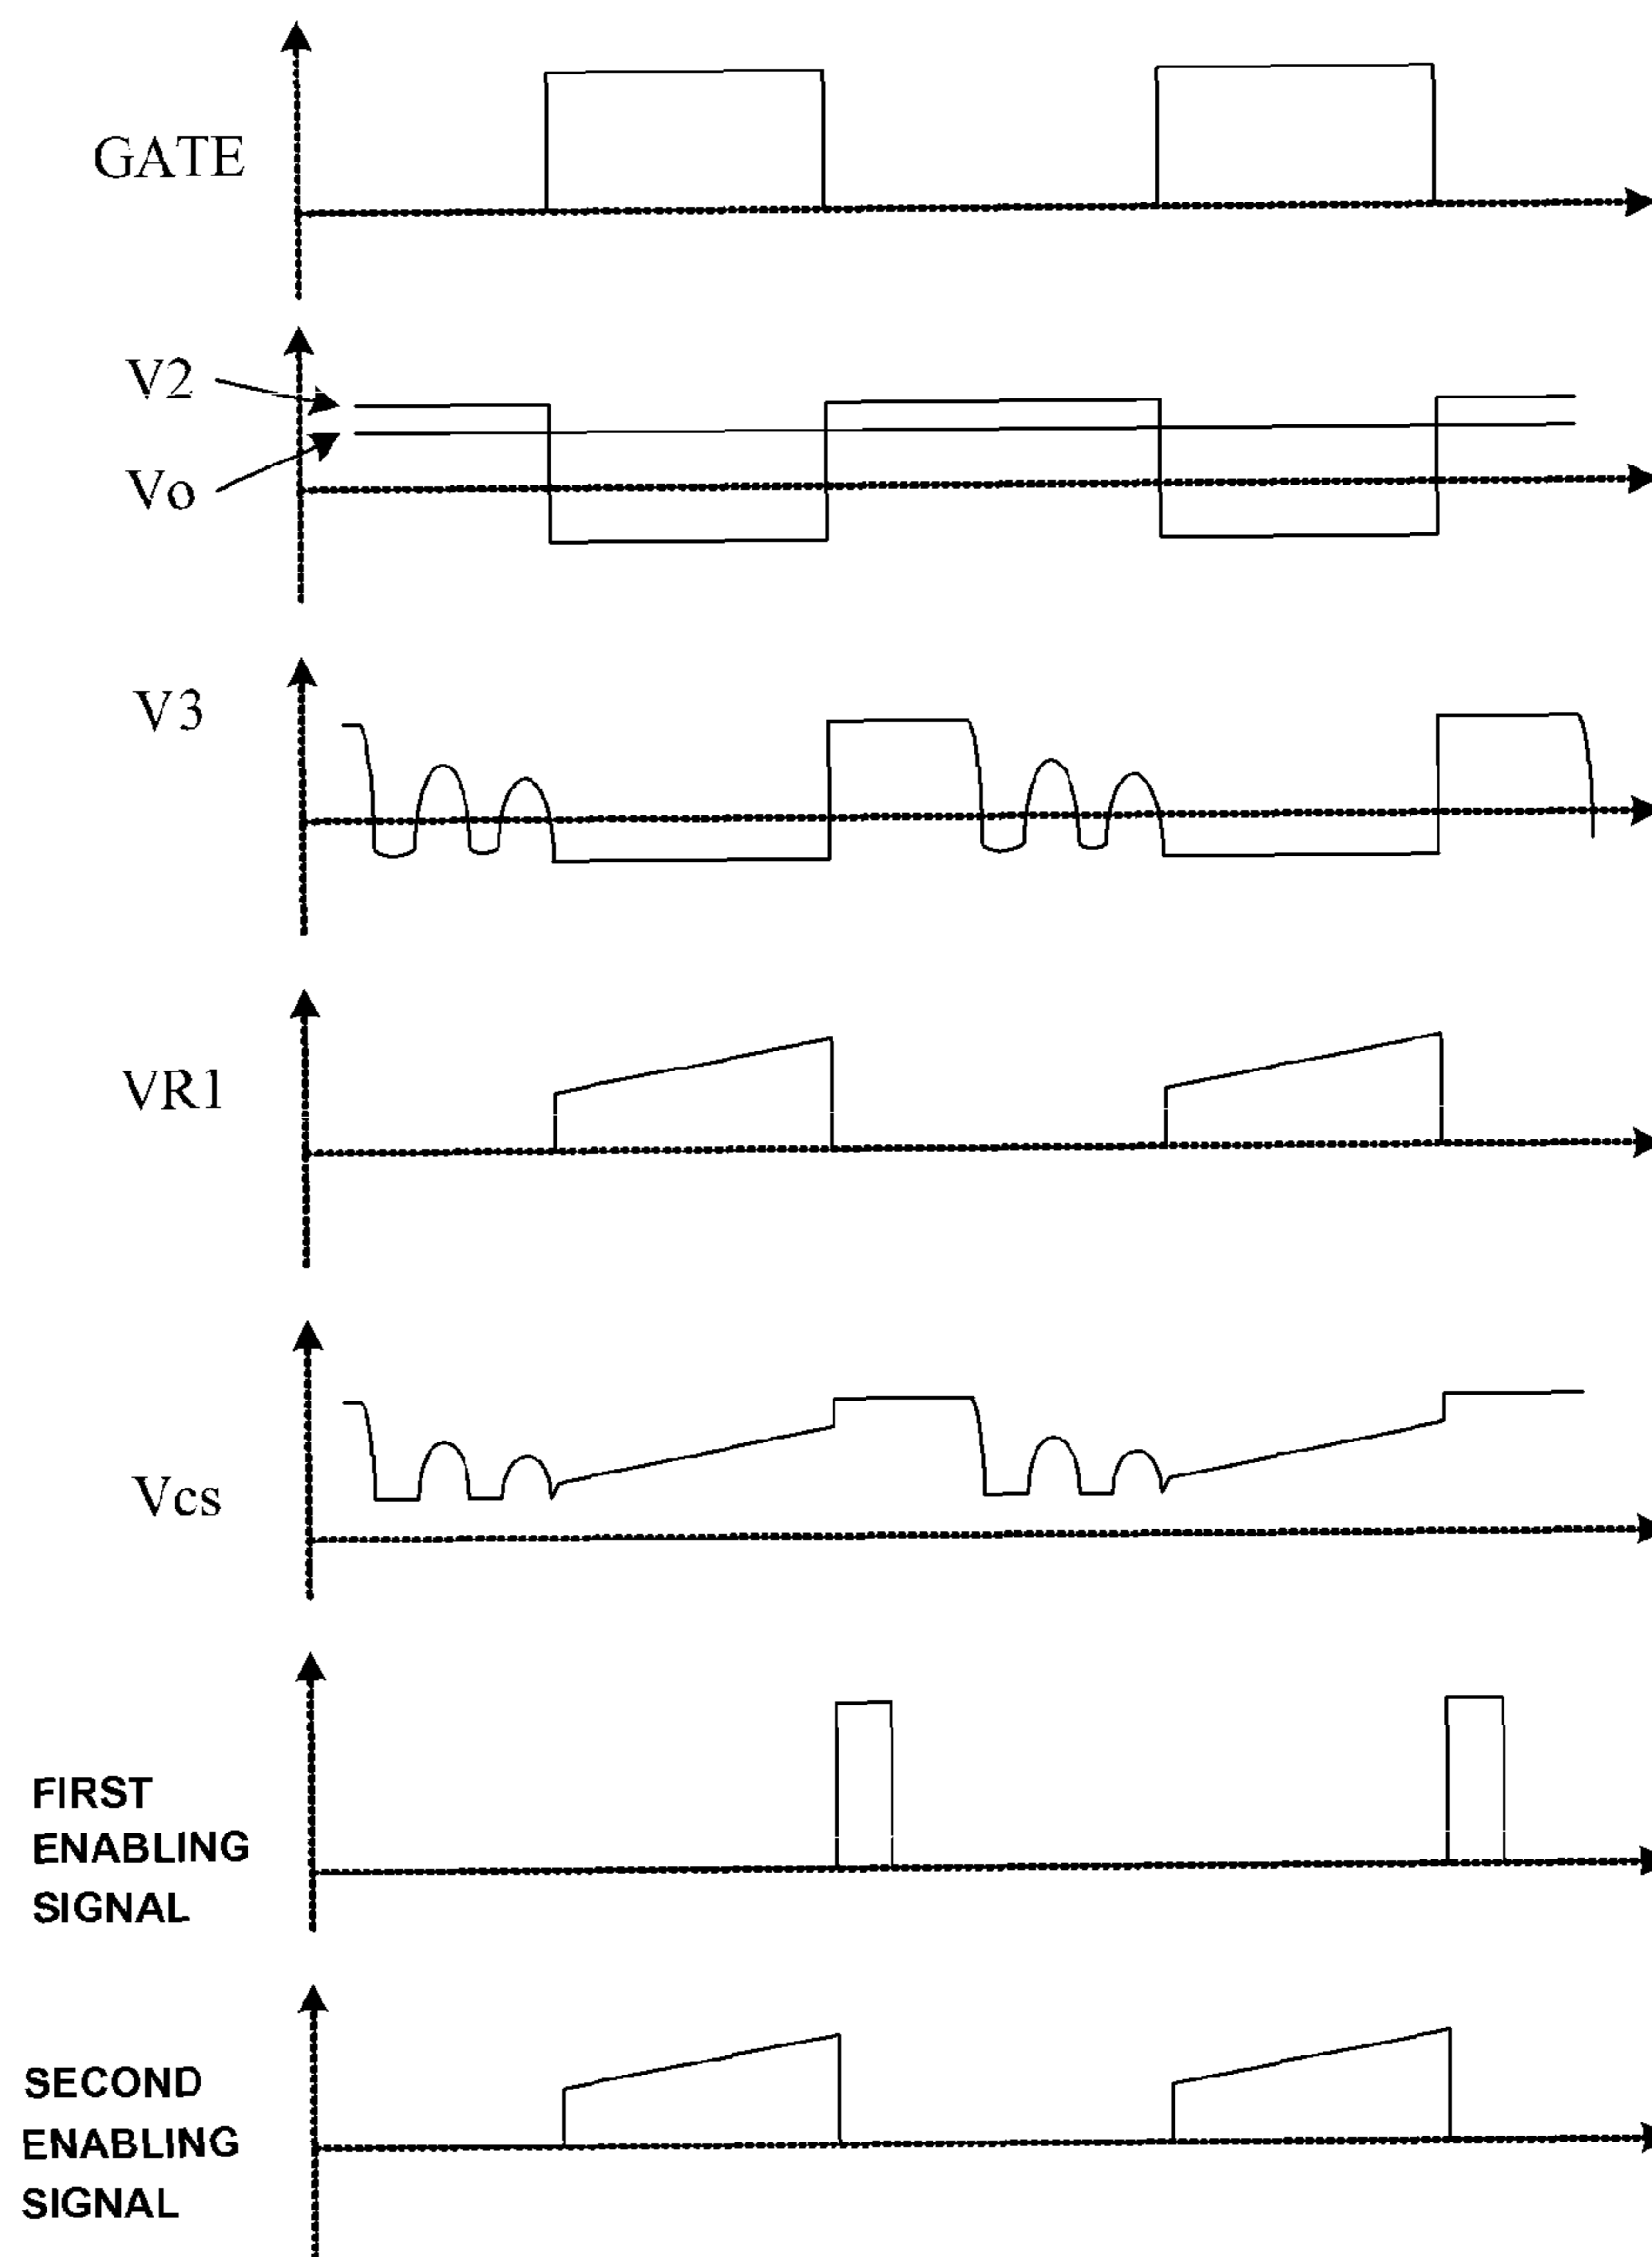 GATE
V2
Vo
V3
VR1
Vcs
FIRST
ENABLING
SIGNAL
SECOND
ENABLING
SIGNAL